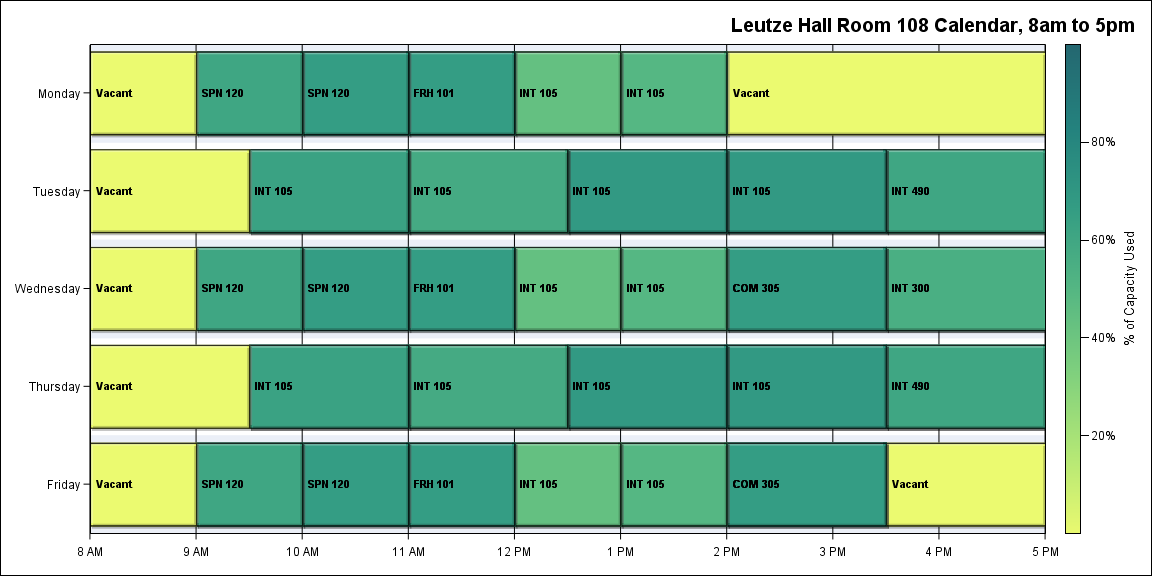 Leutze Hall Room 108 Calendar, 8am to 5pm
Monday
Vacant
SPN 120
SPN 120
FRH 101
INT 105
INT 105
Vacant
Tuesday
Vacant
INT 105
INT 105
INT 105
INT 105
INT 490
Wednesday
Vacant
SPN 120
SPN 120
FRH 101
INT 105
INT 105
COM 305
INT 300
Thursday
Vacant
INT 105
INT 105
INT 105
INT 105
INT 490
Friday
Vacant
SPN 120
SPN 120
FRH 101
INT 105
INT 105
COM 305
Vacant
8 AM
9 AM
10 AM
11 AM
12 PM
1 PM
2 PM
3 PM
4 PM
5 PM
80%
60%
40%
20%
% of Capacity Used